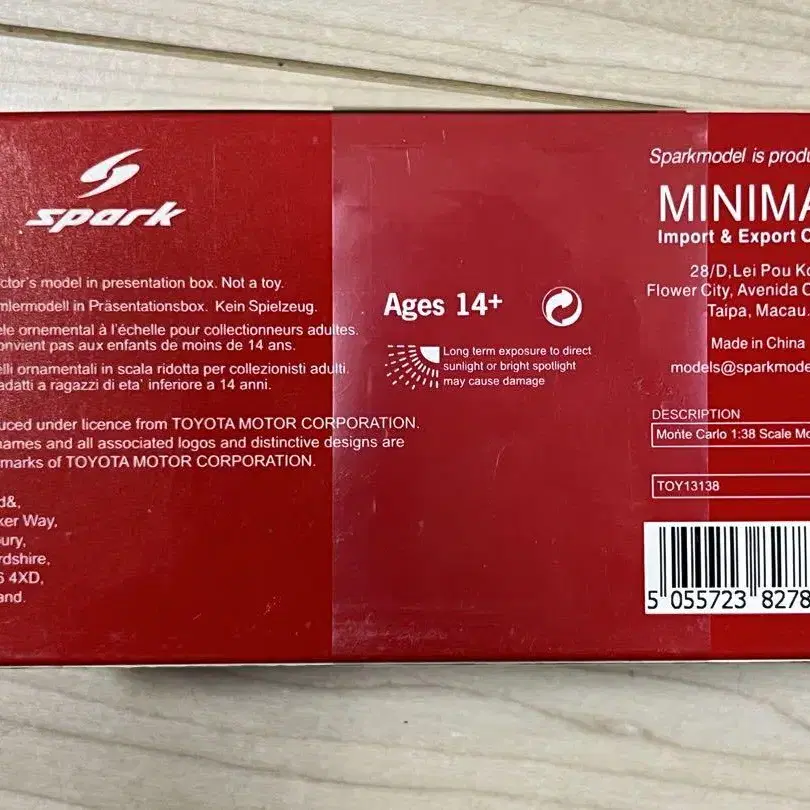 spark
ctor's model in presentation box. Not a toy.
mlermodell in Präsentationsbox. Kein Spielzeug.
èle ornemental à l'échelle pour collectionneurs adultes.
onvient pas aux enfants de moins de 14 ans.
elli ornamentali in scala ridotta per collezionisti adulti.
adatti a ragazzi di eta' inferiore a 14 anni.
uced under licence from TOYOTA MOTOR CORPORATION.
names and all associated logos and distinctive designs are
marks of TOYOTA MOTOR CORPORATION.
d&,
ker Way,
ury,
rdshire,
6 4XD,
and.
Ages 14+
Long term exposure to direct
sunlight or bright spotlight
may cause damage
Sparkmodel is produ
MINIMA
Import & Export C
28/D,Lei Pou Ko
Flower City, Avenida C
Taipa, Macau.
Made in China
models@sparkmode
DESCRIPTION
Monte Carlo 1:38 Scale Mo
TOY13138
5 055723 8278